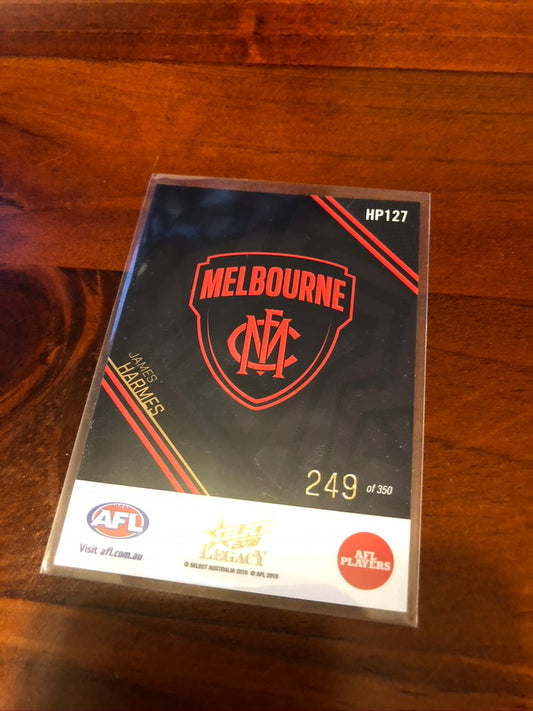 HP127
MELBOURNE
MFC
JAMES
HARMES
249 of 350
AFL
Visit afl.com.au
SELECT
2018
LEGACY
© SELECT AUSTRALIA 2018 © AFL 2018
AFL
PLAYERS